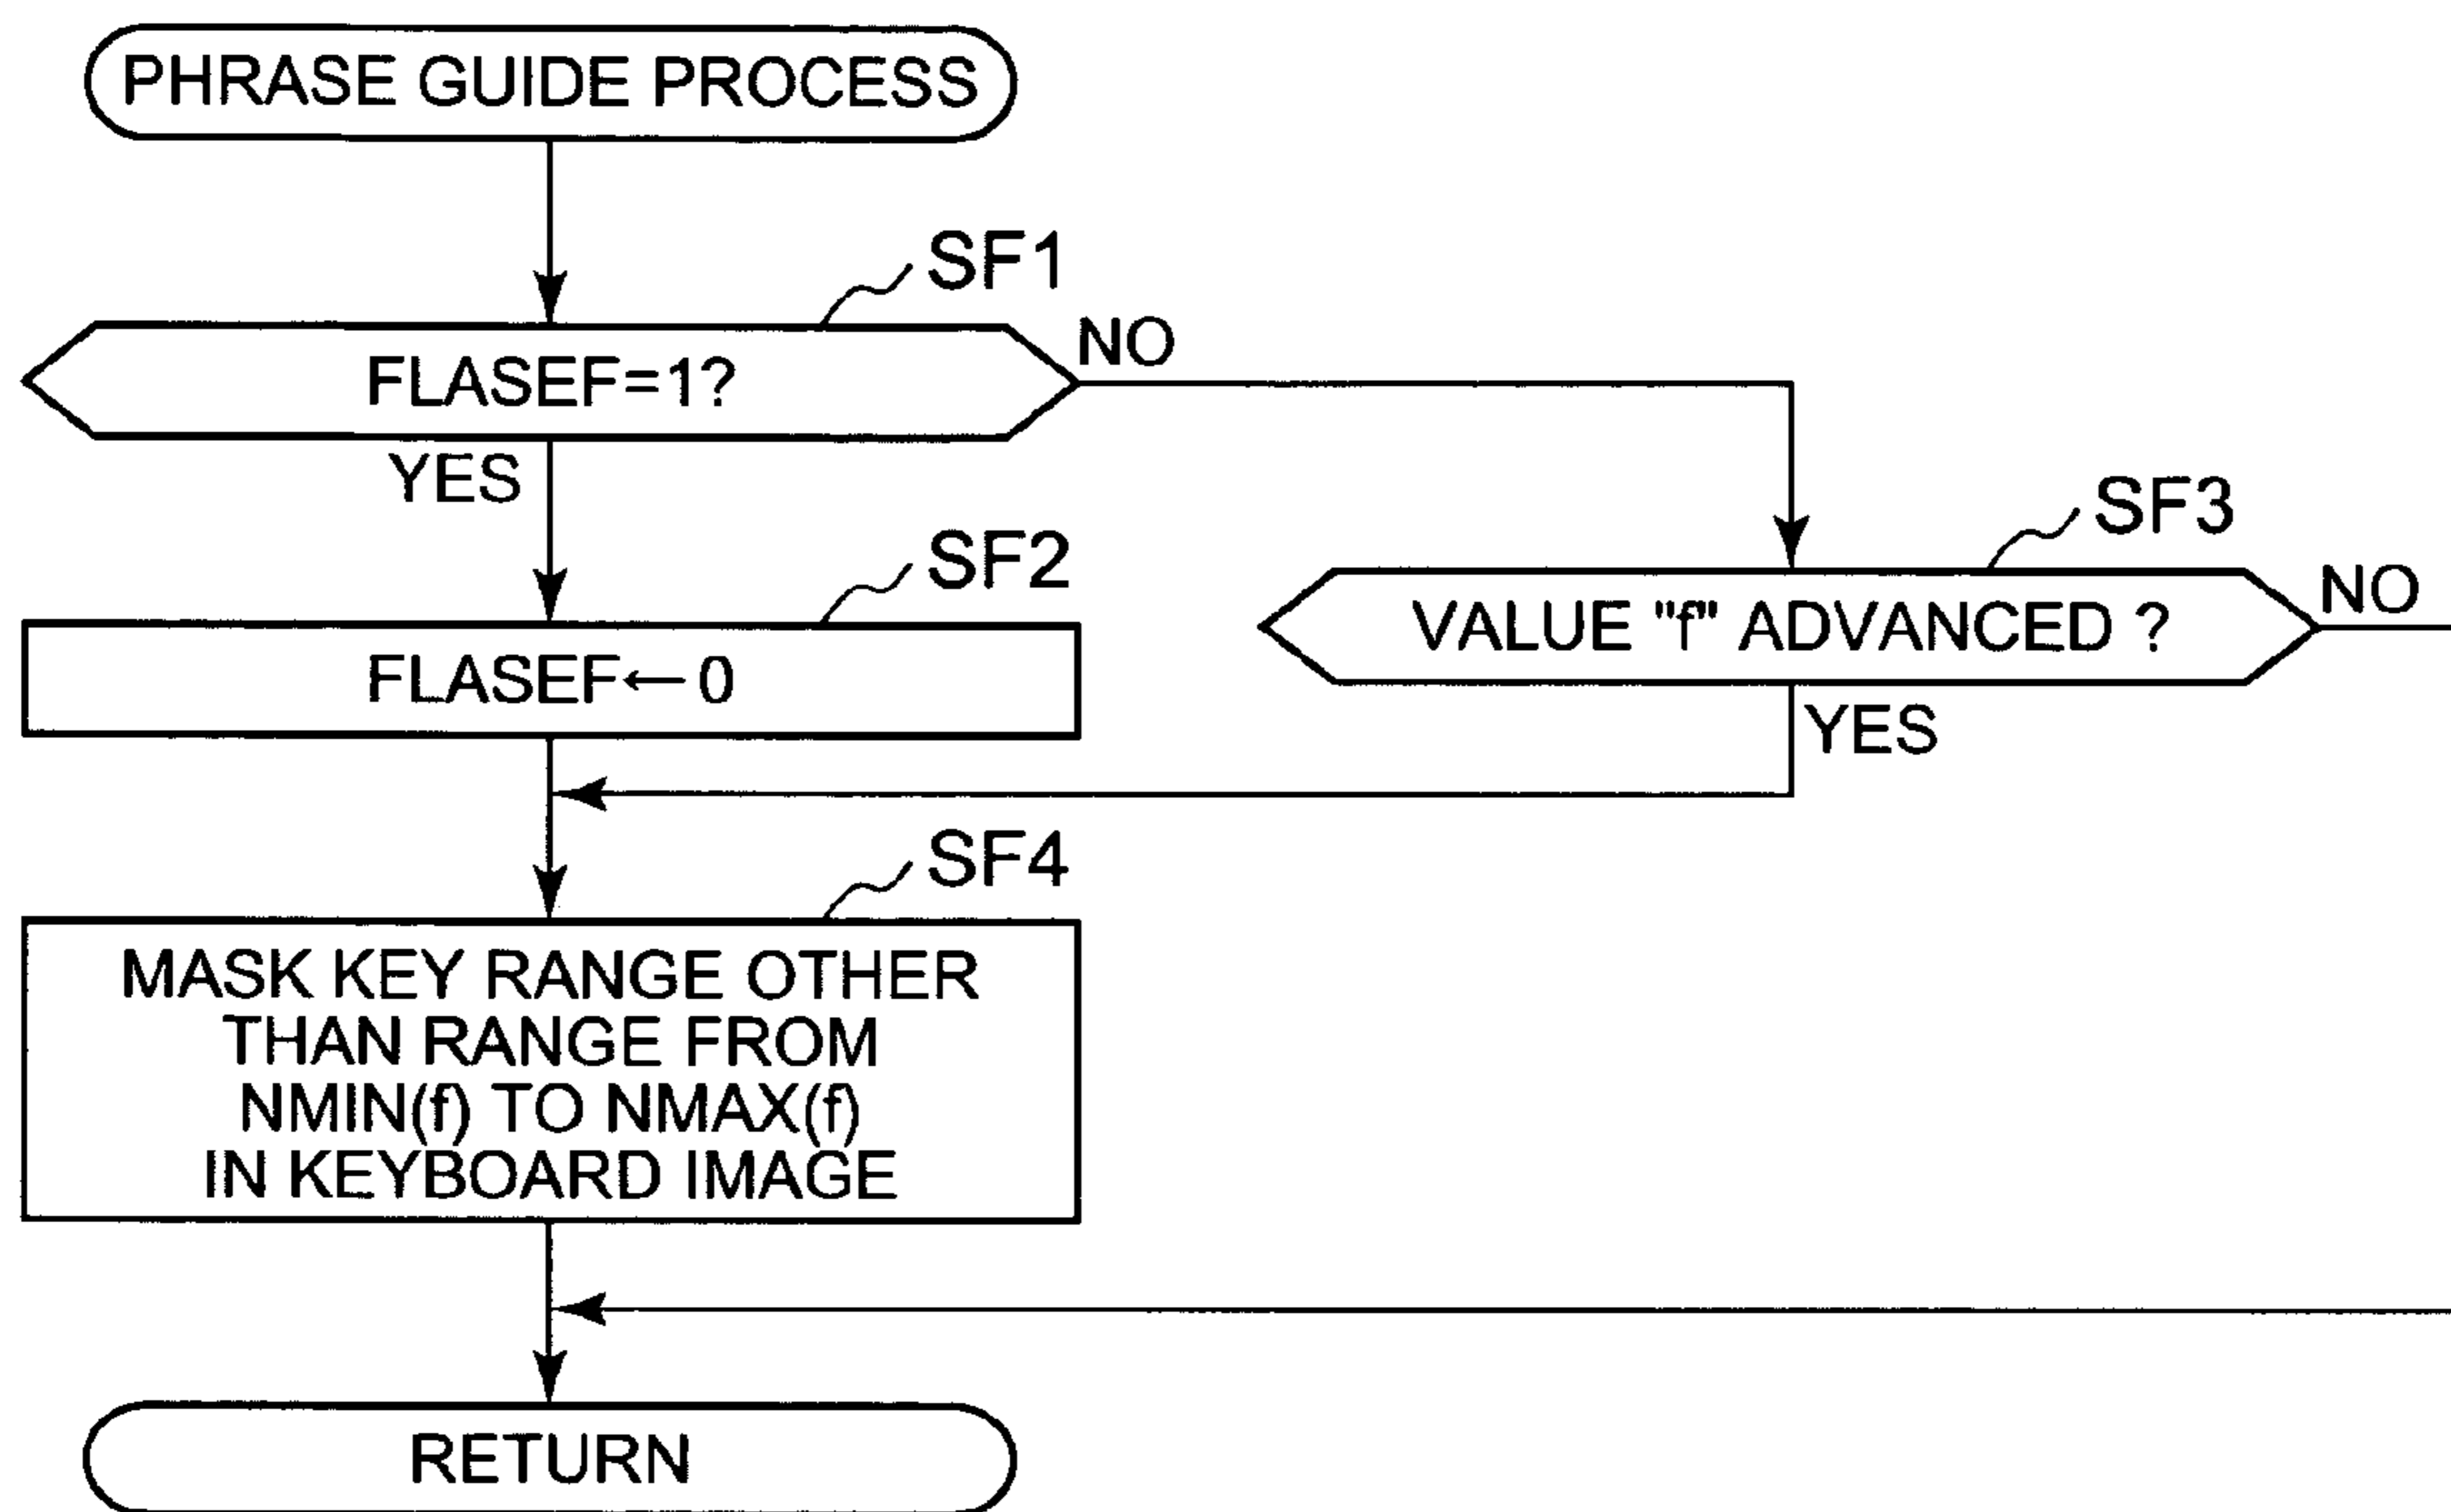 PHRASE GUIDE PROCESS
SF1
FLASEF=1?
NO
YES
SF2
FLASEF←0
SF3
VALUE "f" ADVANCED ?
NO
YES
SF4
MASK KEY RANGE OTHER
THAN RANGE FROM
NMIN(f) TO NMAX(f)
IN KEYBOARD IMAGE
RETURN